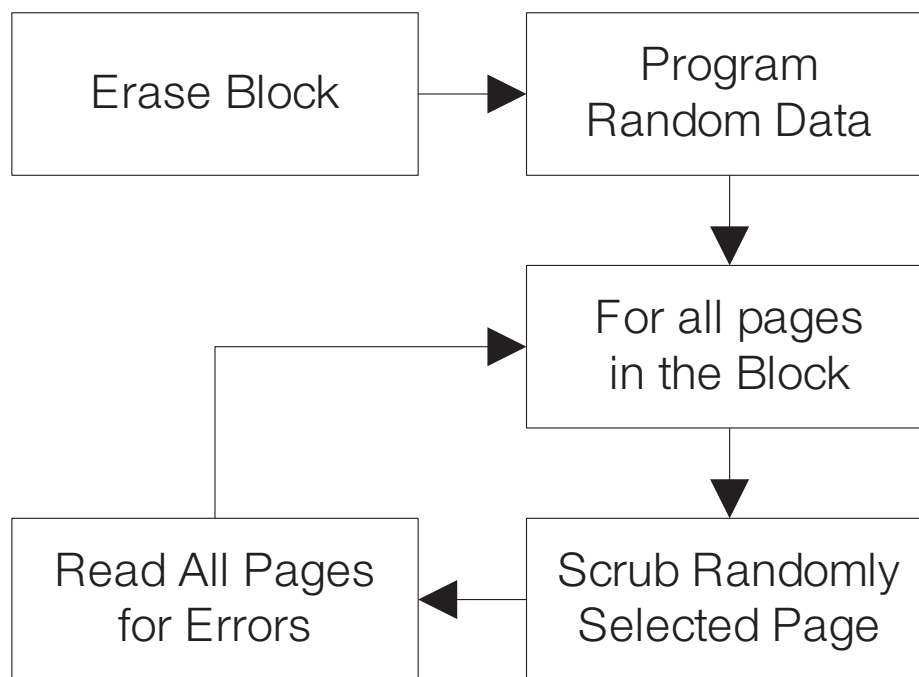 Erase Block
Program
Random Data
For all pages
in the Block
Scrub Randomly
Selected Page
Read All Pages
for Errors